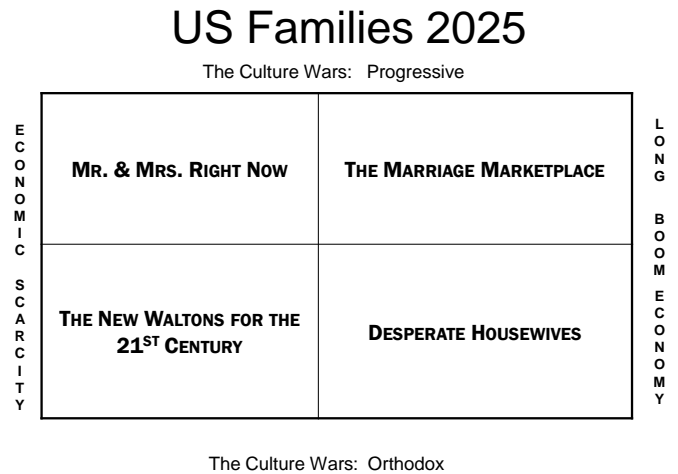 US Families 2025
The Culture Wars: Progressive
ECONOMIC SCARCITY
MR. & MRS. RIGHT NOW
THE MARRIAGE MARKETPLACE
LONG BOOM ECONOMY
THE NEW WALTONS FOR THE
21ST CENTURY
DESPERATE HOUSEWIVES
The Culture Wars: Orthodox